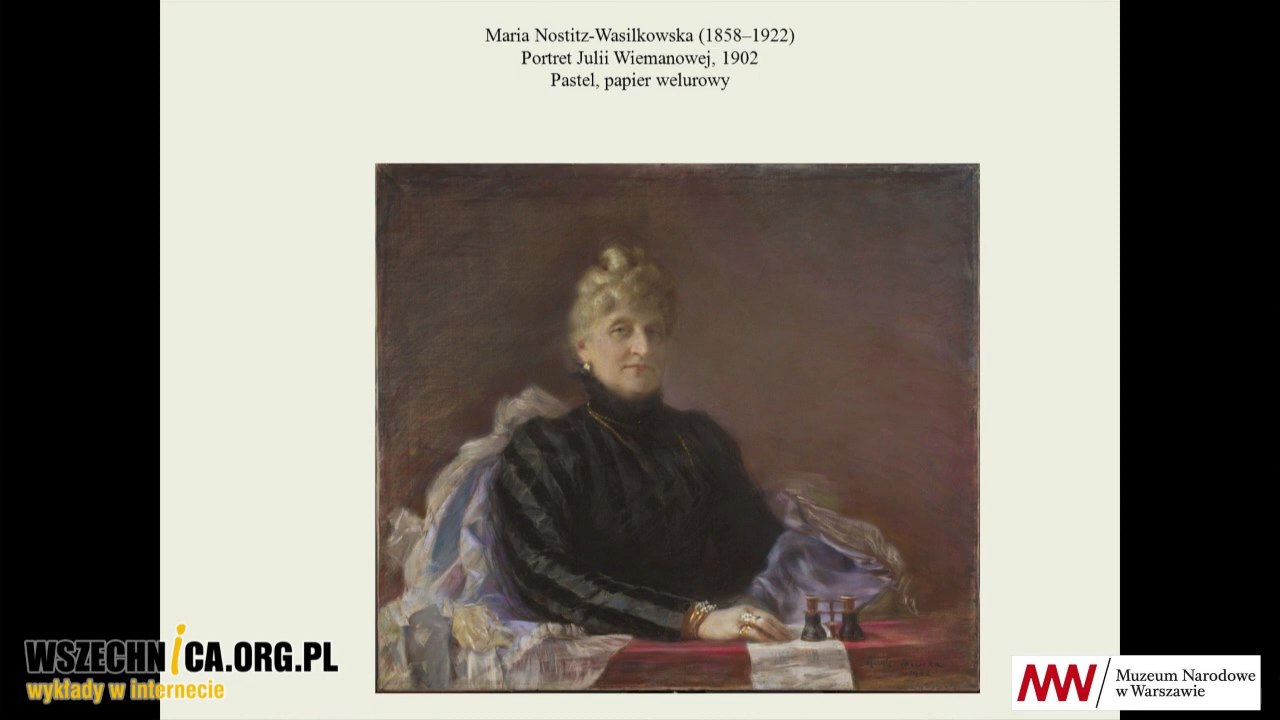 Maria Nostitz-Wasilkowska (1858–1922)
Portret Julii Wiemanowej, 1902
Pastel, papier welurowy
WSZECHNiCA.ORG.PL
wykłady w internecie
MNW
Muzeum Narodowe
w Warszawie